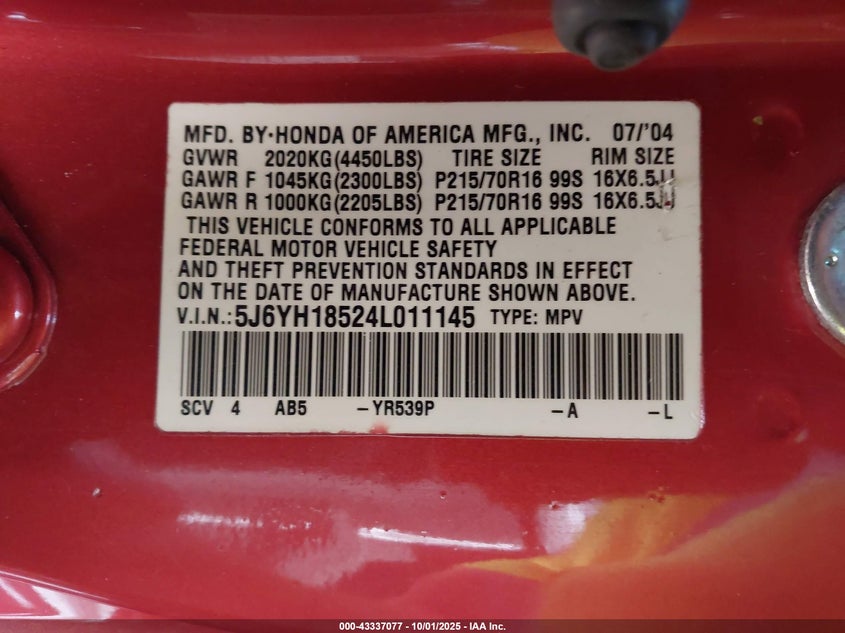 MFD. BY·HONDA OF AMERICA MFG., INC. 07/'04
GVWR 2020KG(4450LBS) TIRE SIZE RIM SIZE
GAWR F 1045KG(2300LBS) P215/70R16 99S 16X6.5JJ
GAWR R 1000KG(2205LBS) P215/70R16 99S 16X6.5JJ
THIS VEHICLE CONFORMS TO ALL APPLICABLE
FEDERAL MOTOR VEHICLE SAFETY
AND THEFT PREVENTION STANDARDS IN EFFECT
ON THE DATE OF MANUFACTURE SHOWN ABOVE.
V.I.N.: 5J6YH18524L011145 TYPE: MPV
SCV 4 AB5 -YR539P -A -L
000-43337077 - 10/01/2025 - IAA Inc.